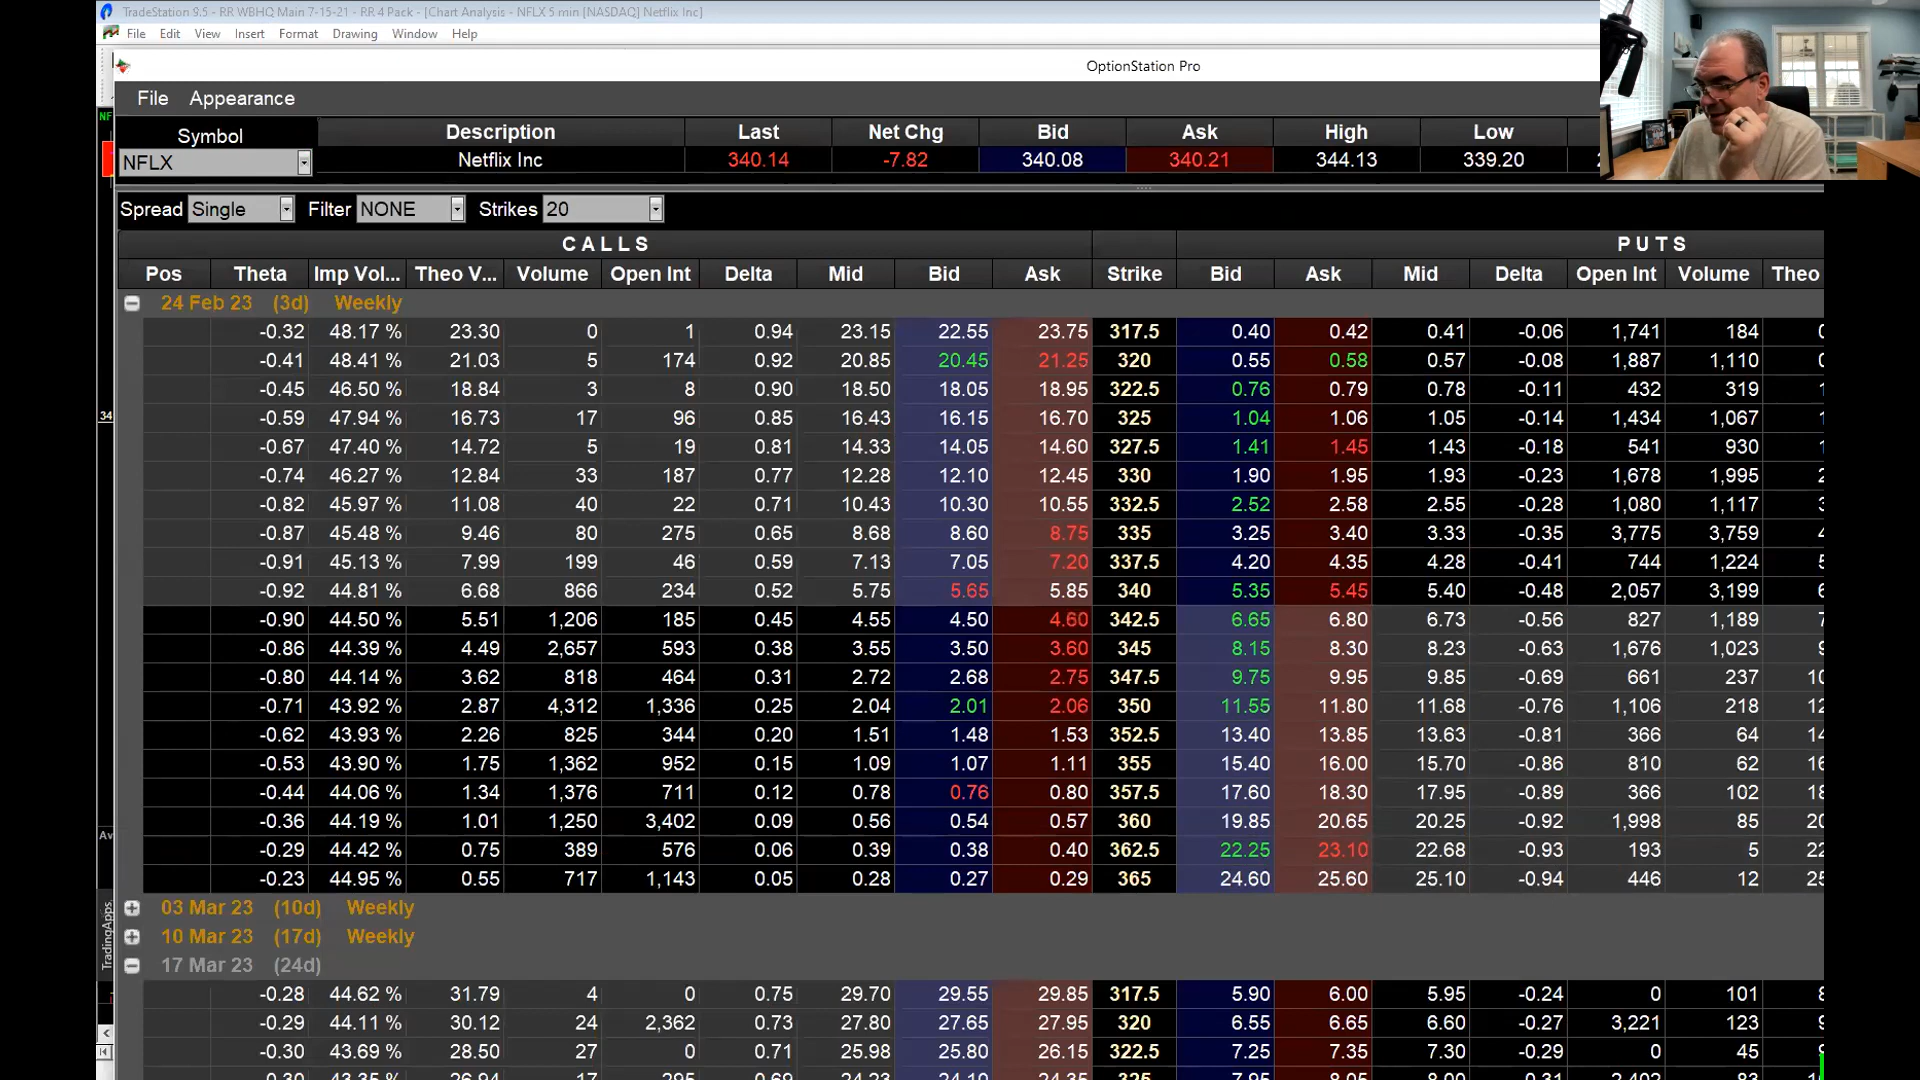 TradeStation 9.5 - RR WBHQ Main 7-15-21 - RR 4 Pack - [Chart Analysis - NFLX 5 min [NASDAQ] Netflix Inc]
File Edit View Insert Format Drawing Window Help
OptionStation Pro
File Appearance
NF
Symbol Description Last Net Chg Bid Ask High Low
NFLX Netflix Inc 340.14 -7.82 340.08 340.21 344.13 339.20
Spread Single Filter NONE Strikes 20
CALLS PUTS
Pos Theta Imp Vol... Theo V... Volume Open Int Delta Mid Bid Ask Strike Bid Ask Mid Delta Open Int Volume Theo
24 Feb 23 (3d) Weekly
-0.32 48.17 % 23.30 0 1 0.94 23.15 22.55 23.75 317.5 0.40 0.42 0.41 -0.06 1,741 184
-0.41 48.41 % 21.03 5 174 0.92 20.85 20.45 21.25 320 0.55 0.58 0.57 -0.08 1,887 1,110
-0.45 46.50 % 18.84 3 8 0.90 18.50 18.05 18.95 322.5 0.76 0.79 0.78 -0.11 432 319
34 -0.59 47.94 % 16.73 17 96 0.85 16.43 16.15 16.70 325 1.04 1.06 1.05 -0.14 1,434 1,067
-0.67 47.40 % 14.72 5 19 0.81 14.33 14.05 14.60 327.5 1.41 1.45 1.43 -0.18 541 930
-0.74 46.27 % 12.84 33 187 0.77 12.28 12.10 12.45 330 1.90 1.95 1.93 -0.23 1,678 1,995
-0.82 45.97 % 11.08 40 22 0.71 10.43 10.30 10.55 332.5 2.52 2.58 2.55 -0.28 1,080 1,117
-0.87 45.48 % 9.46 80 275 0.65 8.68 8.60 8.75 335 3.25 3.40 3.33 -0.35 3,775 3,759
-0.91 45.13 % 7.99 199 46 0.59 7.13 7.05 7.20 337.5 4.20 4.35 4.28 -0.41 744 1,224
-0.92 44.81 % 6.68 866 234 0.52 5.75 5.65 5.85 340 5.35 5.45 5.40 -0.48 2,057 3,199
-0.90 44.50 % 5.51 1,206 185 0.45 4.55 4.50 4.60 342.5 6.65 6.80 6.73 -0.56 827 1,189
-0.86 44.39 % 4.49 2,657 593 0.38 3.55 3.50 3.60 345 8.15 8.30 8.23 -0.63 1,676 1,023
-0.80 44.14 % 3.62 818 464 0.31 2.72 2.68 2.75 347.5 9.75 9.95 9.85 -0.69 661 237
-0.71 43.92 % 2.87 4,312 1,336 0.25 2.04 2.01 2.06 350 11.55 11.80 11.68 -0.76 1,106 218
-0.62 43.93 % 2.26 825 344 0.20 1.51 1.48 1.53 352.5 13.40 13.85 13.63 -0.81 366 64
-0.53 43.90 % 1.75 1,362 952 0.15 1.09 1.07 1.11 355 15.40 16.00 15.70 -0.86 810 62
-0.44 44.06 % 1.34 1,376 711 0.12 0.78 0.76 0.80 357.5 17.60 18.30 17.95 -0.89 366 102
-0.36 44.19 % 1.01 1,250 3,402 0.09 0.56 0.54 0.57 360 19.85 20.65 20.25 -0.92 1,998 85
Av
-0.29 44.42 % 0.75 389 576 0.06 0.39 0.38 0.40 362.5 22.25 23.10 22.68 -0.93 193 5
-0.23 44.95 % 0.55 717 1,143 0.05 0.28 0.27 0.29 365 24.60 25.60 25.10 -0.94 446 12
TradingApps
03 Mar 23 (10d) Weekly
10 Mar 23 (17d) Weekly
17 Mar 23 (24d)
-0.28 44.62 % 31.79 4 0 0.75 29.70 29.55 29.85 317.5 5.90 6.00 5.95 -0.24 0 101
-0.29 44.11 % 30.12 24 2,362 0.73 27.80 27.65 27.95 320 6.55 6.65 6.60 -0.27 3,221 123
-0.30 43.69 % 28.50 27 0 0.71 25.98 25.80 26.15 322.5 7.25 7.35 7.30 -0.29 0 45